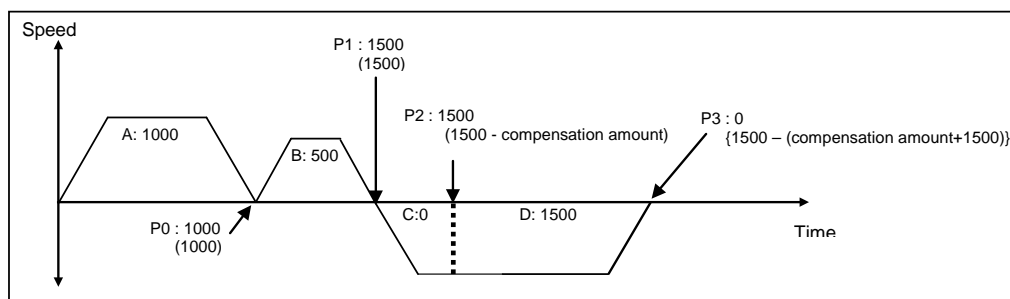 Speed
P1 : 1500
(1500)
P2 : 1500
(1500 - compensation amount)
P3 : 0
{1500 – (compensation amount+1500)}
A: 1000
B: 500
C:0
D: 1500
P0 : 1000
(1000)
Time